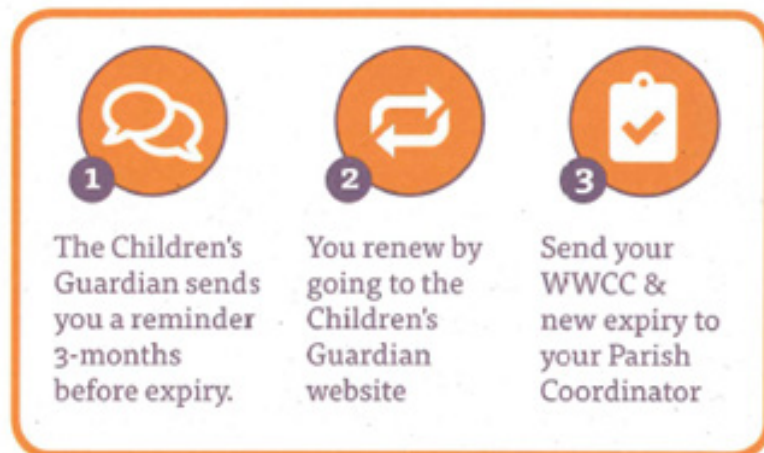 1
The Children's
Guardian sends
you a reminder
3-months
before expiry.
2
You renew by
going to the
Children's
Guardian
website
3
Send your
WWCC &
new expiry to
your Parish
Coordinator